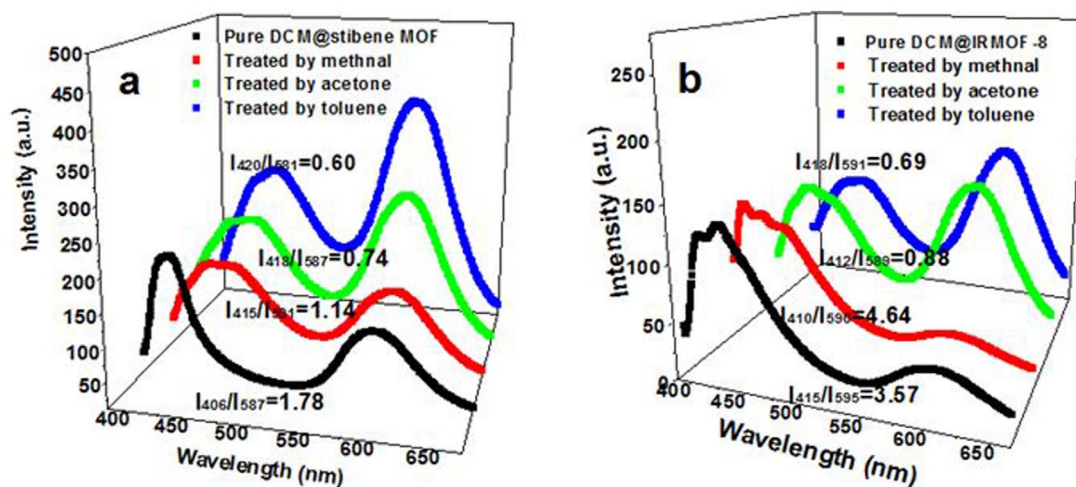 a
Pure DCM@stibene MOF
Treated by methnal
Treated by acetone
Treated by toluene
I420/I581=0.60
I418/I587=0.74
I415/I591=1.14
I406/I587=1.78
Intensity (a.u.)
500
450
400
350
300
250
200
150
100
50
400
450
500
550
600
650
Wavelength (nm)
b
Pure DCM@IRMOF-8
Treated by methnal
Treated by acetone
Treated by toluene
I418/I591=0.69
I412/I589=0.88
I410/I590=4.64
I415/I595=3.57
Intensity (a.u.)
250
200
150
100
50
0
400
450
500
550
600
650
Wavelength (nm)